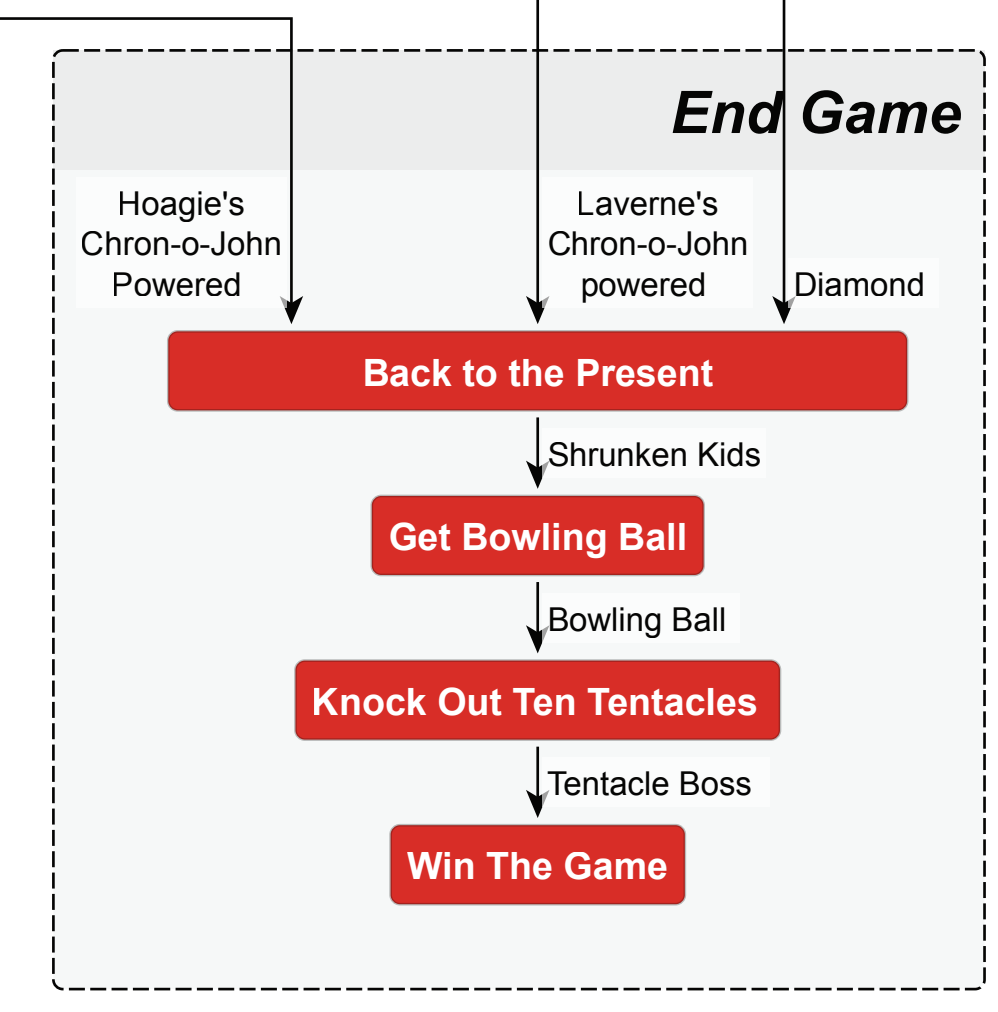 End Game
Hoagie's
Chron-o-John
Powered
Laverne's
Chron-o-John
powered
Diamond
Back to the Present
Shrunken Kids
Get Bowling Ball
Bowling Ball
Knock Out Ten Tentacles
Tentacle Boss
Win The Game